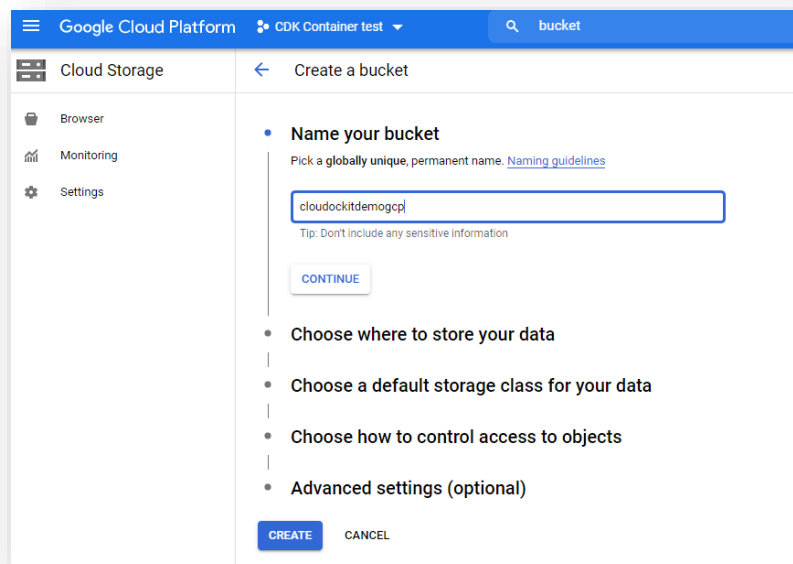 Google Cloud Platform CDK Container test bucket
Cloud Storage
Create a bucket
Browser
Monitoring
Settings
Name your bucket
Pick a globally unique, permanent name. Naming guidelines
cloudockitdemogcp
Tip: Don't include any sensitive information
CONTINUE
Choose where to store your data
Choose a default storage class for your data
Choose how to control access to objects
Advanced settings (optional)
CREATE CANCEL